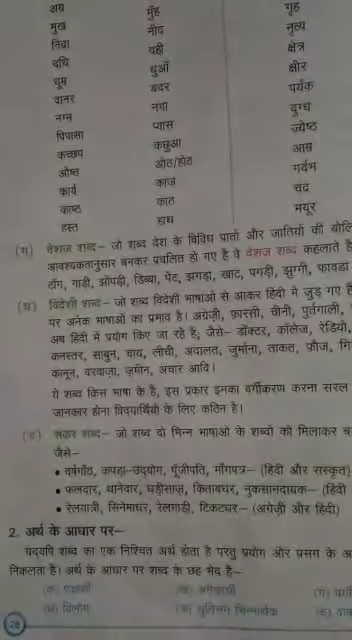 अग्र मुँह गृह
मुख नींद नृत्य
निद्रा दही क्षेत्र
दधि धुआँ क्षीर
धूम्र बंदर पर्यंक
वानर नंगा दुग्ध
नग्न प्यास ज्येष्ठ
पिपासा कछुआ आम्र
कच्छप ओठ/होठ गर्दभ
ओष्ठ काज चंद्र
कार्य काठ मयूर
काष्ठ हाथ
हस्त
(ग) देशज शब्द– जो शब्द देश के विविध प्रांतों और जातियों की
आवश्यकतानुसार बनकर प्रचलित हो गए हैं वे देशज शब्द कहलाते हैं
टाँग, गाड़ी, झोंपड़ी, डिब्बा, पेट, झगड़ा, खाट, पगड़ी, झुग्गी, फावड़ा
(घ) विदेशी शब्द– जो शब्द विदेशी भाषाओं से आकर हिंदी में जुड़ गए हैं
पर अनेक भाषाओं का प्रभाव है। अंग्रेज़ी, फ़ारसी, चीनी, पुर्तगाली,
अब हिंदी में प्रयोग किए जा रहे हैं; जैसे– डॉक्टर, कॉलेज, रेडियो,
कनस्तर, साबुन, चाय, लीची, अदालत, जुर्माना, ताकत, फ़ौज,
कानून, दरवाज़ा, ज़मीन, अचार आदि।
ये शब्द किस भाषा के हैं, इस प्रकार इनका वर्गीकरण करना सरल
जानकार होना विद्यार्थियों के लिए कठिन है।
(ङ) संकर शब्द– जो शब्द दो भिन्न भाषाओं के शब्दों को मिलाकर
जैसे–
• वर्षगाँठ, कपड़ा-उद्योग, पूँजीपति, माँगपत्र– (हिंदी और संस्कृत)
• फलदार, थानेदार, घड़ीसाज़, किताबघर, नुकसानदायक– (हिंदी
• रेलयात्री, सिनेमाघर, रेलगाड़ी, टिकटघर– (अंग्रेज़ी और हिंदी)
2. अर्थ के आधार पर–
यद्यपि शब्द का एक निश्चित अर्थ होता है परंतु प्रयोग और प्रसंग के
निकलता है। अर्थ के आधार पर शब्द के छह भेद हैं–
(क) एकार्थी (ख) अनेकार्थी (ग)
(घ) विलोम (ङ) श्रुतिसम भिन्नार्थक
28